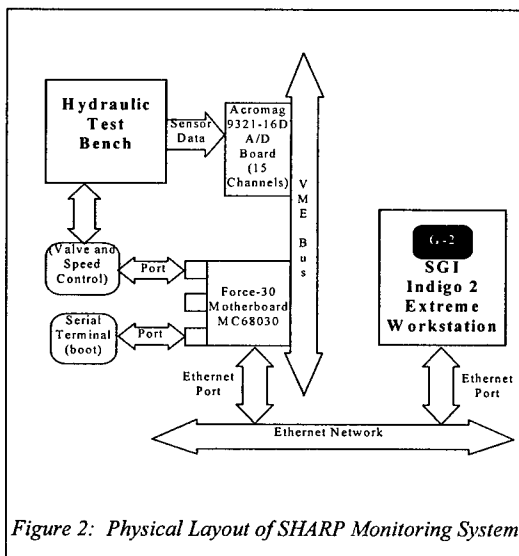 Hydraulic
Test
Bench
Sensor
Data
Acromag
9321-16D
A/D
Board
(15
Channels)
VME Bus
(Valve and
Speed
Control)
Port
Force-30
Motherboard
MC68030
Serial
Terminal
(boot)
Port
G-2
SGI
Indigo 2
Extreme
Workstation
Ethernet
Port
Ethernet
Port
Ethernet Network
Figure 2: Physical Layout of SHARP Monitoring System